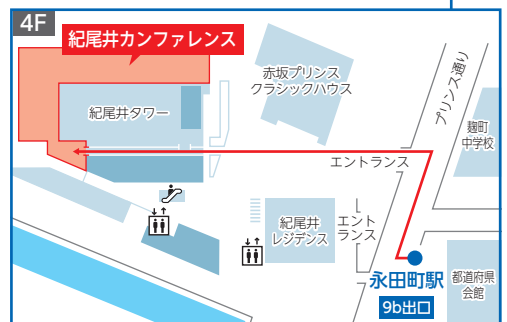 4F
紀尾井カンファレンス
赤坂プリンス
クラシックハウス
プリンス通り
紀尾井タワー
麹町
中学校
エントランス
紀尾井
レジデンス
エント
ランス
永田町駅
9b出口
都道府県
会館